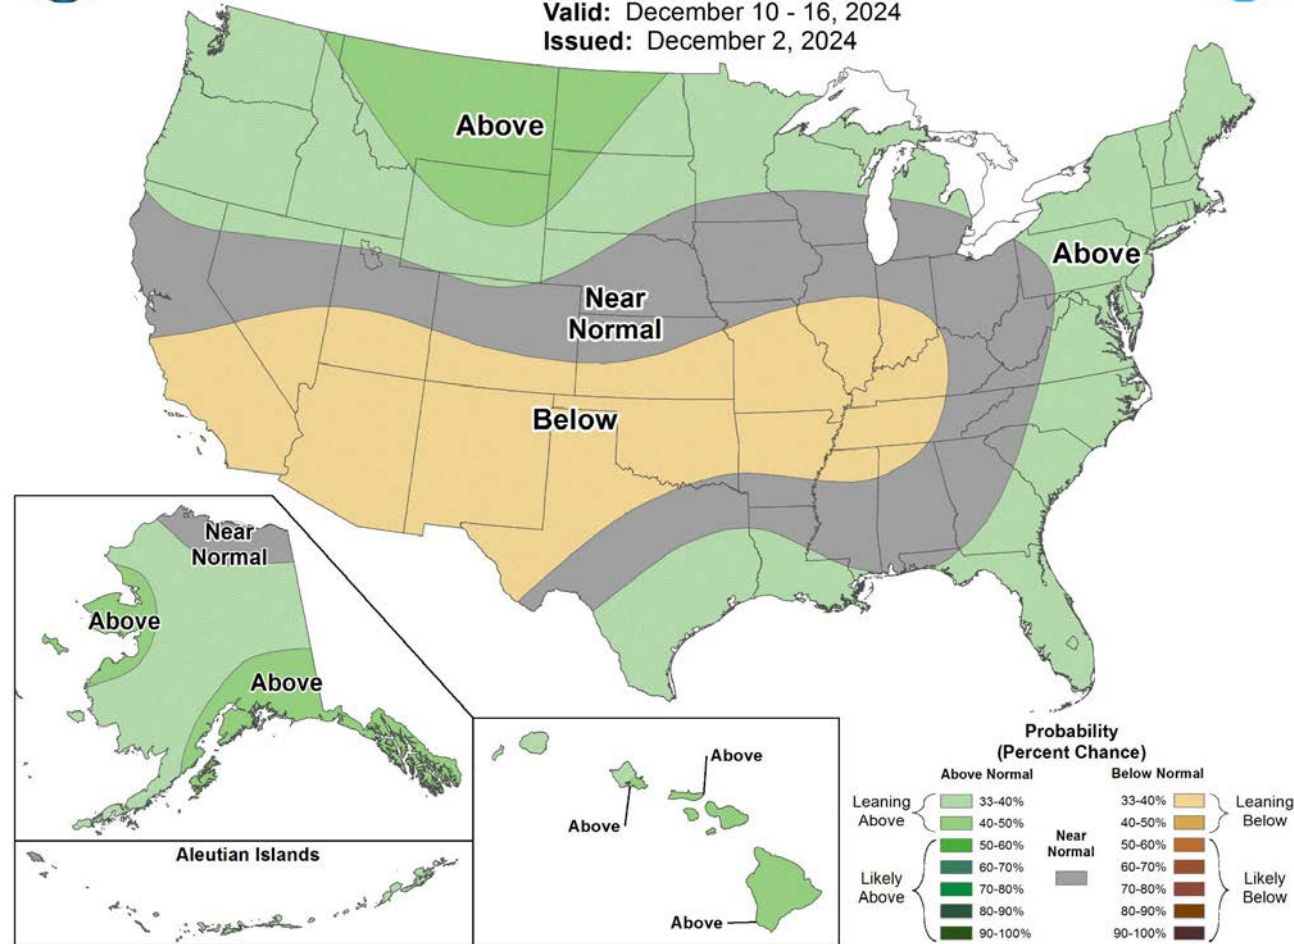 Valid: December 10 - 16, 2024
Issued: December 2, 2024
Above
Above
Near
Normal
Below
Near
Normal
Above
Above
Aleutian Islands
Above
Above
Above
Probability
(Percent Chance)
Above Normal
Below Normal
Leaning
Above
33-40%
40-50%
Likely
Above
50-60%
60-70%
70-80%
80-90%
90-100%
Near
Normal
33-40%
40-50%
Leaning
Below
50-60%
60-70%
70-80%
80-90%
90-100%
Likely
Below